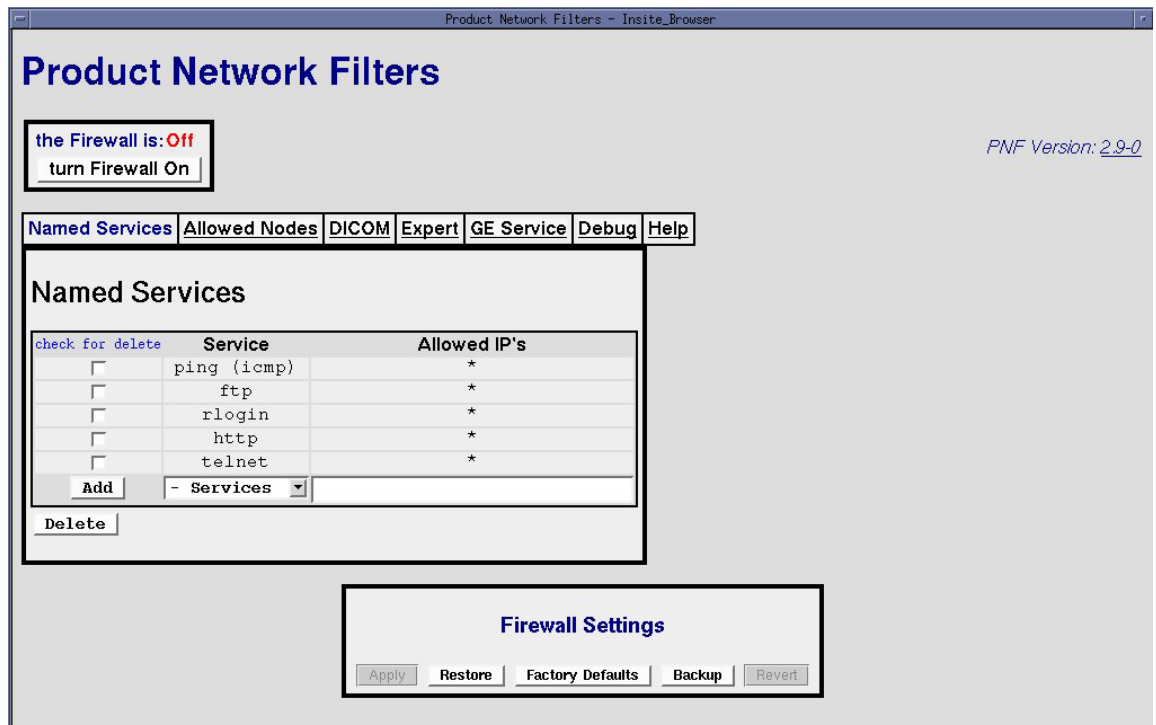 Product Network Filters - Insite_Browser
Product Network Filters
the Firewall is: Off
turn Firewall On
PNF Version: 2.9-0
Named Services Allowed Nodes DICOM Expert GE Service Debug Help
Named Services
check for delete Service Allowed IP's
ping (icmp) *
ftp *
rlogin *
http *
telnet *
Add - Services
Delete
Firewall Settings
Apply Restore Factory Defaults Backup Revert